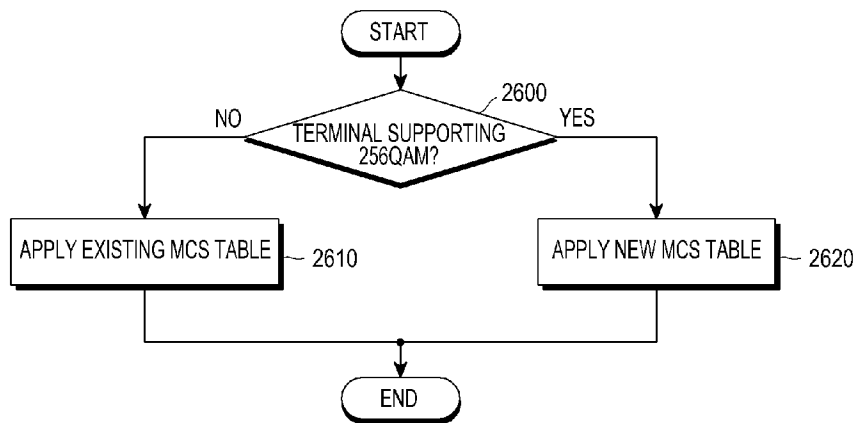 START
2600
NO
YES
TERMINAL SUPPORTING
256QAM?
APPLY EXISTING MCS TABLE
2610
APPLY NEW MCS TABLE
2620
END